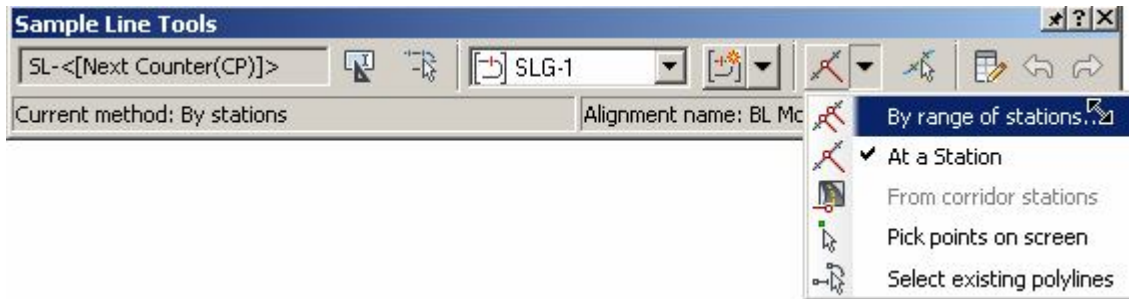 Sample Line Tools
SL-<[Next Counter(CP)]>
SLG-1
Current method: By stations
Alignment name: BL Mc
By range of stations...
At a Station
From corridor stations
Pick points on screen
Select existing polylines